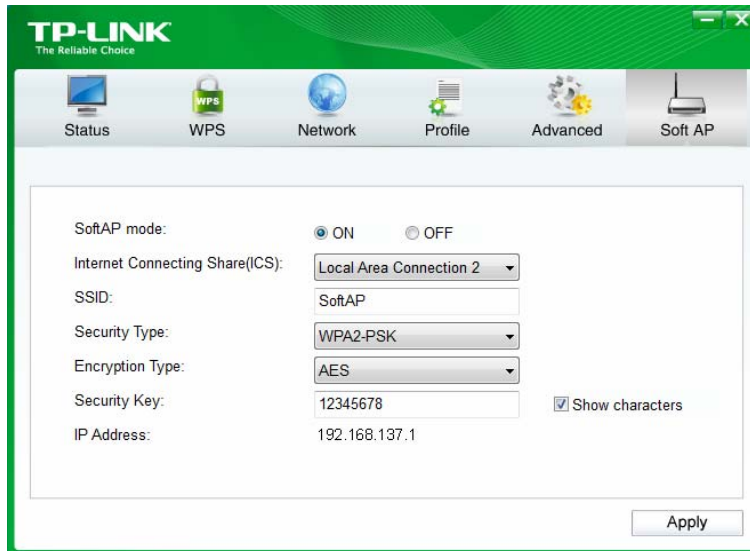 TP-LINK
The Reliable Choice
WPS
Status WPS Network Profile Advanced Soft AP
SoftAP mode: ON OFF
Internet Connecting Share(ICS): Local Area Connection 2
SSID: SoftAP
Security Type: WPA2-PSK
Encryption Type: AES
Security Key: 12345678 Show characters
IP Address: 192.168.137.1
Apply